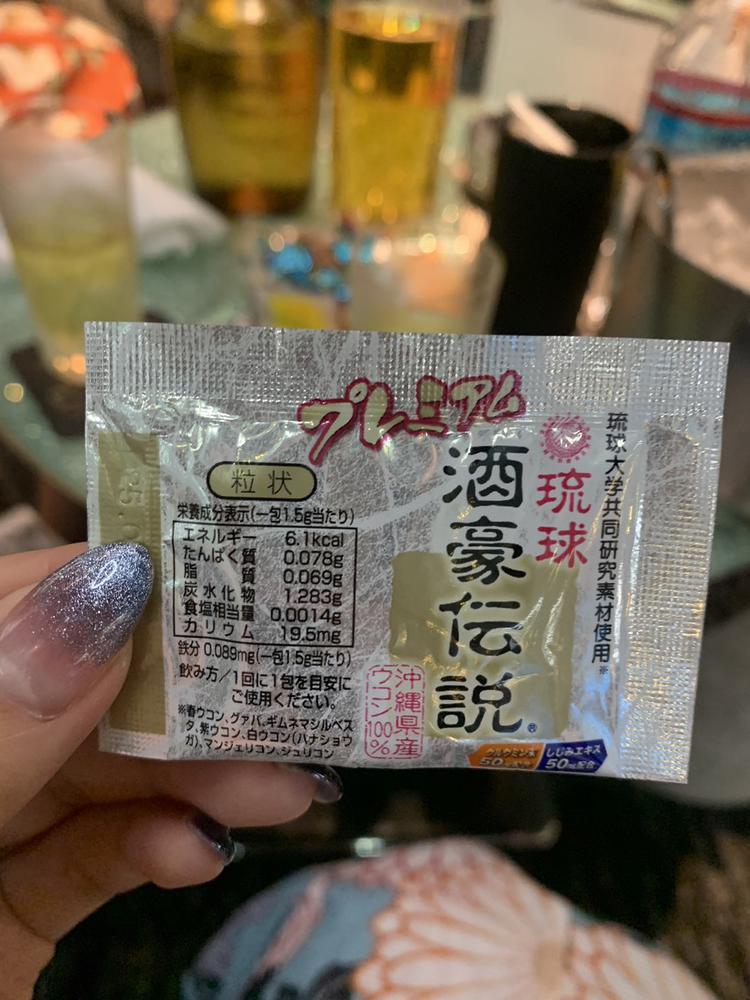 プレミアム
琉球大学共同研究素材使用※
琉球
酒豪伝説®
粒状
栄養成分表示(一包1.5g当たり)
エネルギー 6.1kcal
たんぱく質 0.078g
脂質 0.069g
炭水化物 1.283g
食塩相当量 0.0014g
カリウム 19.5mg
鉄分 0.089mg(一包1.5g当たり)
飲み方/1回に1包を目安に
ご使用ください。
※春ウコン、グァバ、ギムネマシルベス
タ、紫ウコン、白ウコン(ハナショウ
ガ)、マンジェリコン、ジュリコン
沖縄県産
ウコン100%
しじみエキス
50mg配合